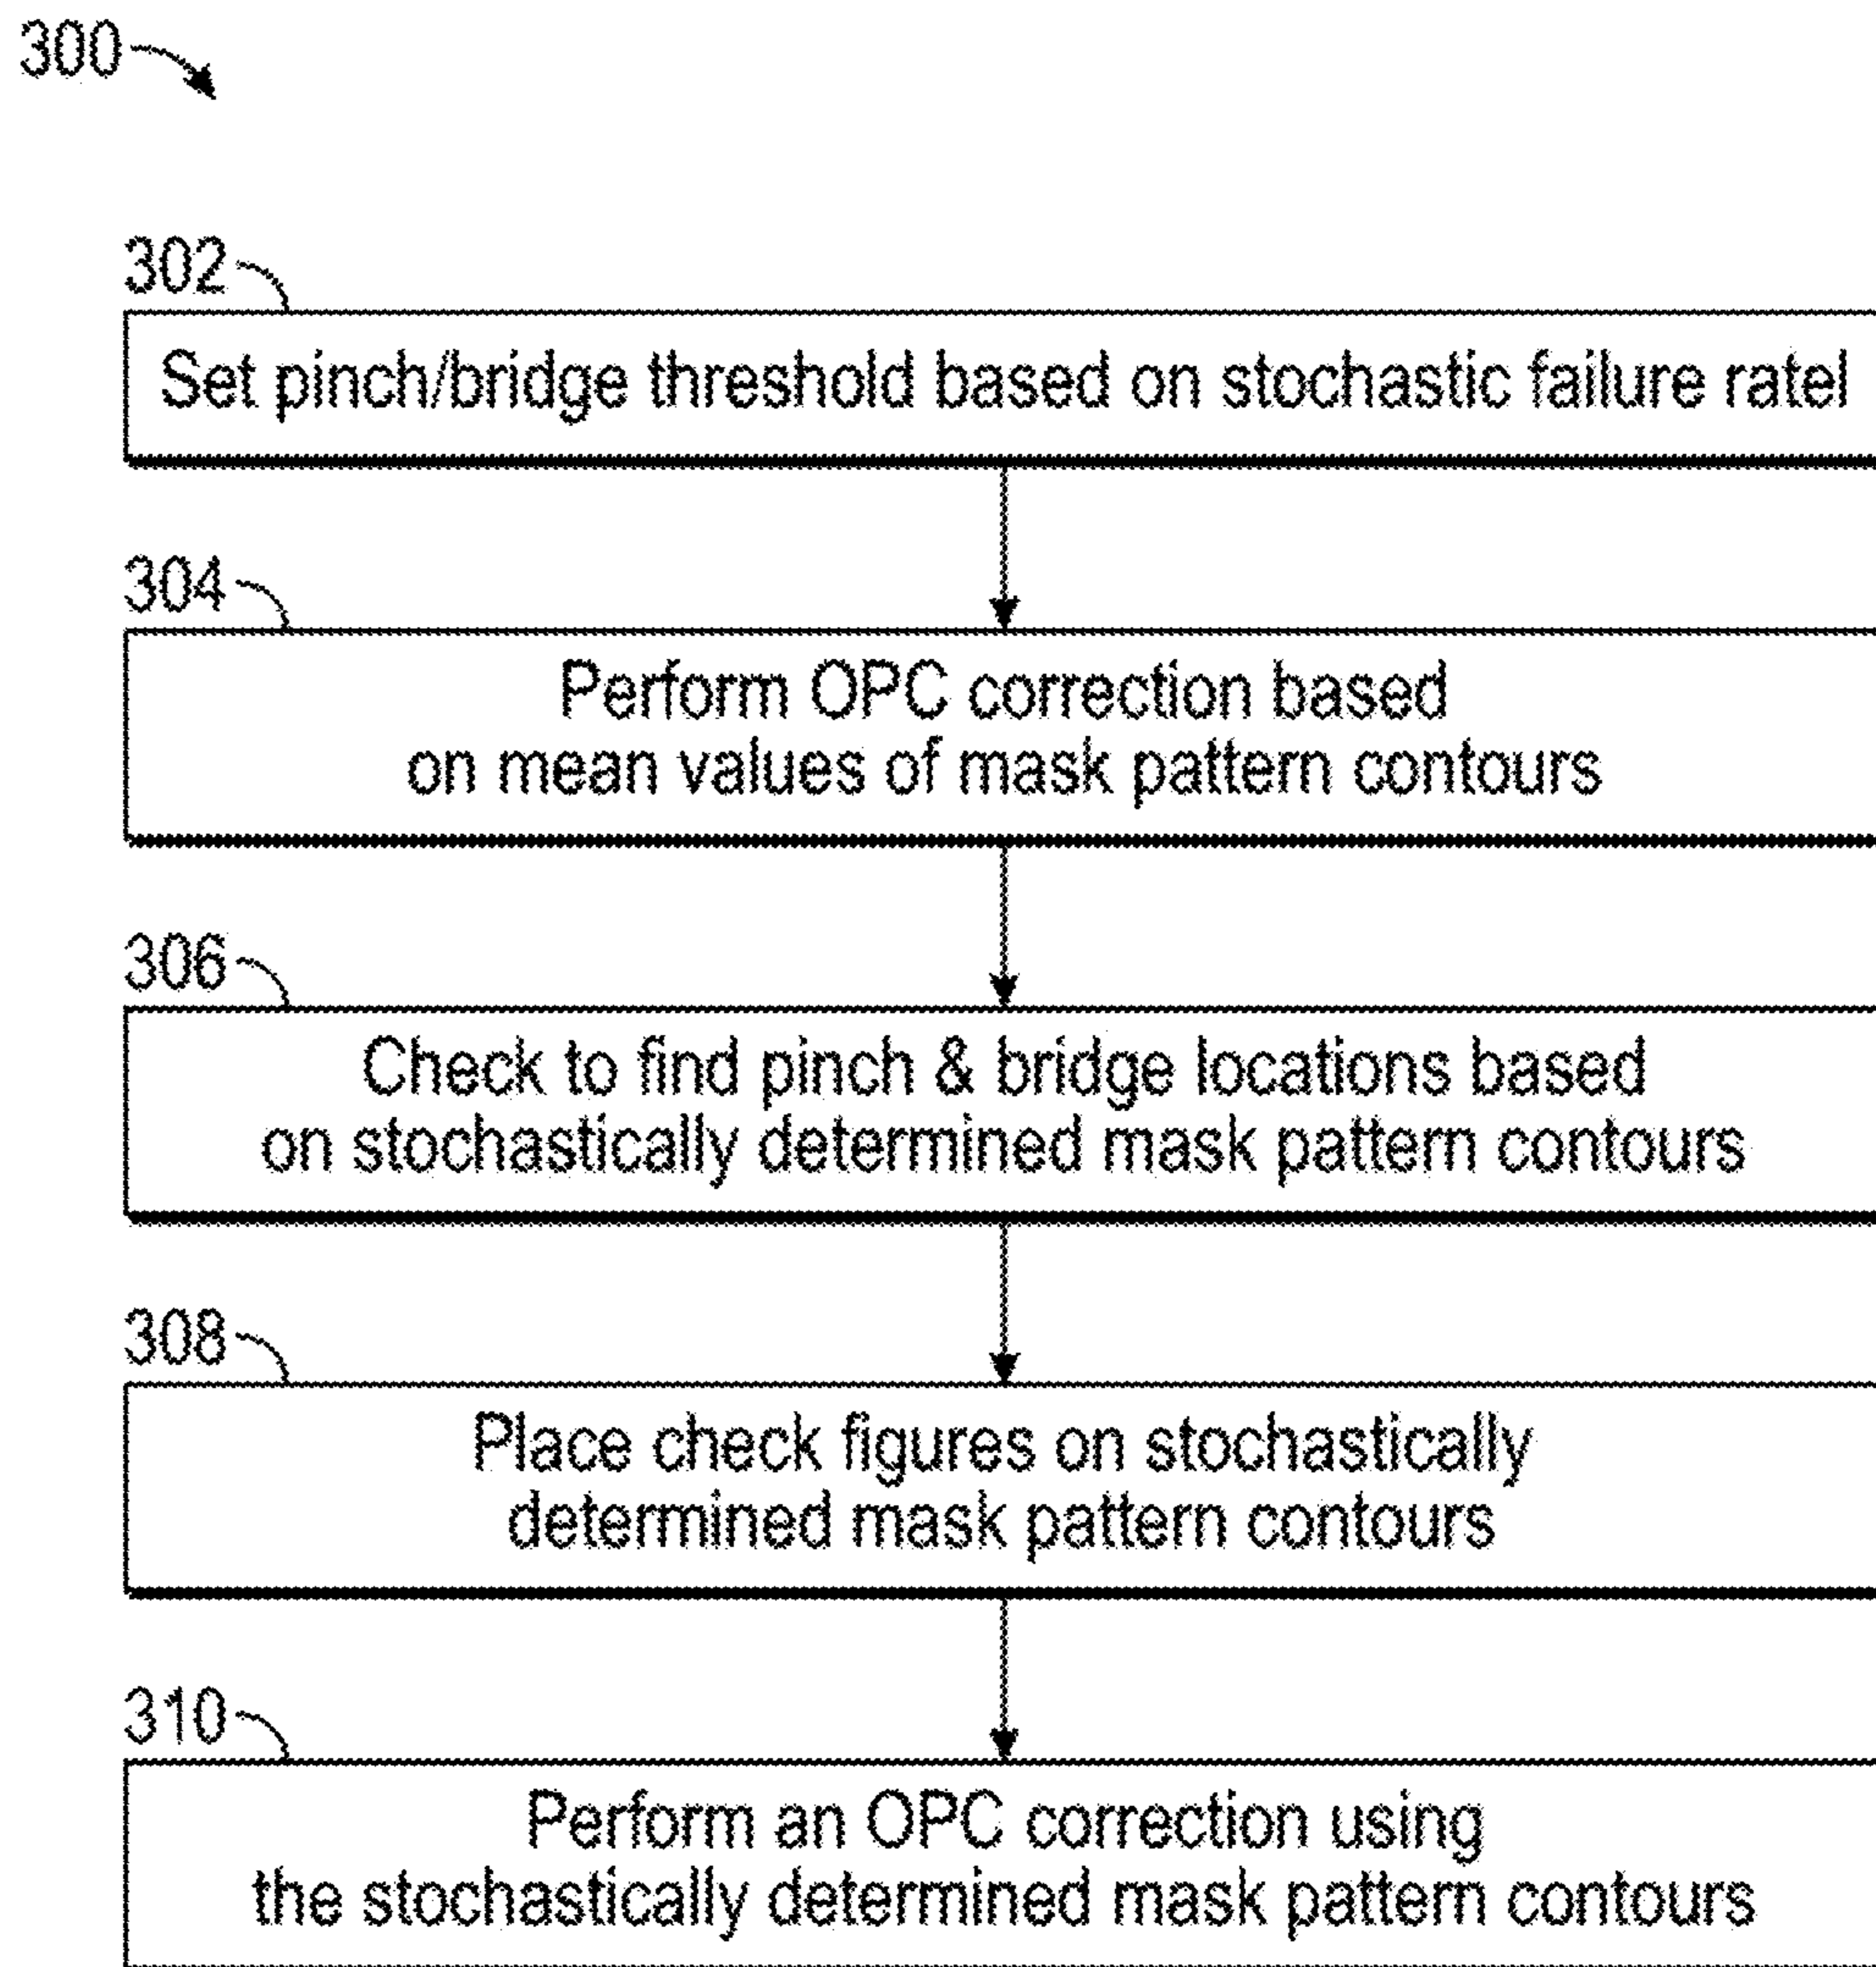 300
302
Set pinch/bridge threshold based on stochastic failure ratel
304
Perform OPC correction based
on mean values of mask pattern contours
306
Check to find pinch & bridge locations based
on stochastically determined mask pattern contours
308
Place check figures on stochastically
determined mask pattern contours
310
Perform an OPC correction using
the stochastically determined mask pattern contours